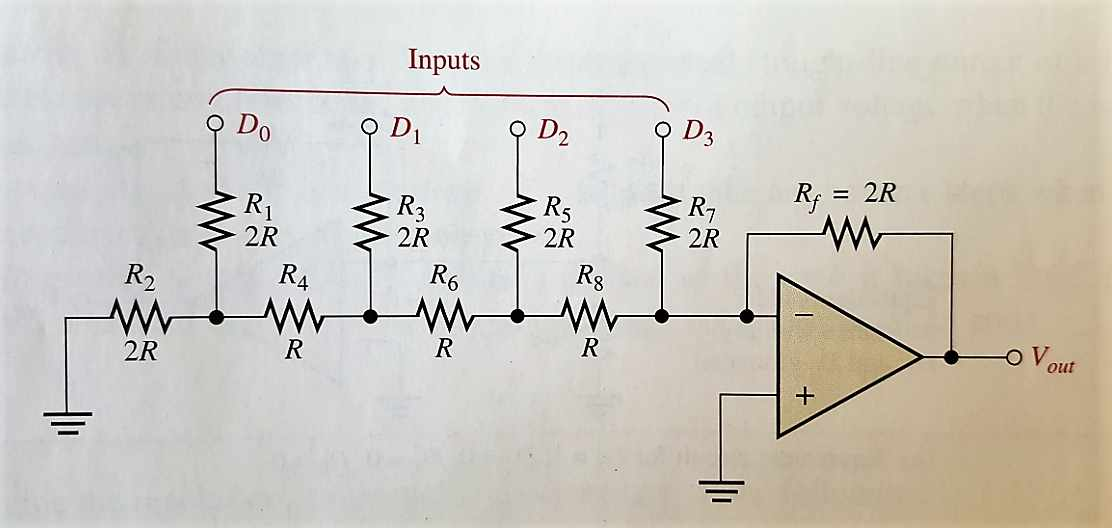 Inputs
D0
D1
D2
D3
R1
2R
R3
2R
R5
2R
R7
2R
Rf = 2R
R2
2R
R4
R
R6
R
R8
R
−
+
Vout